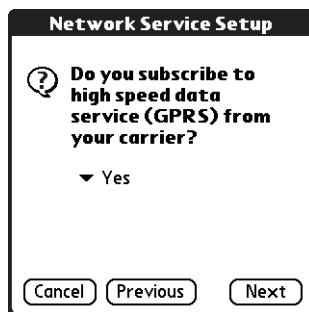 Network Service Setup
Do you subscribe to
high speed data
service (GPRS) from
your carrier?
Yes
Cancel Previous Next